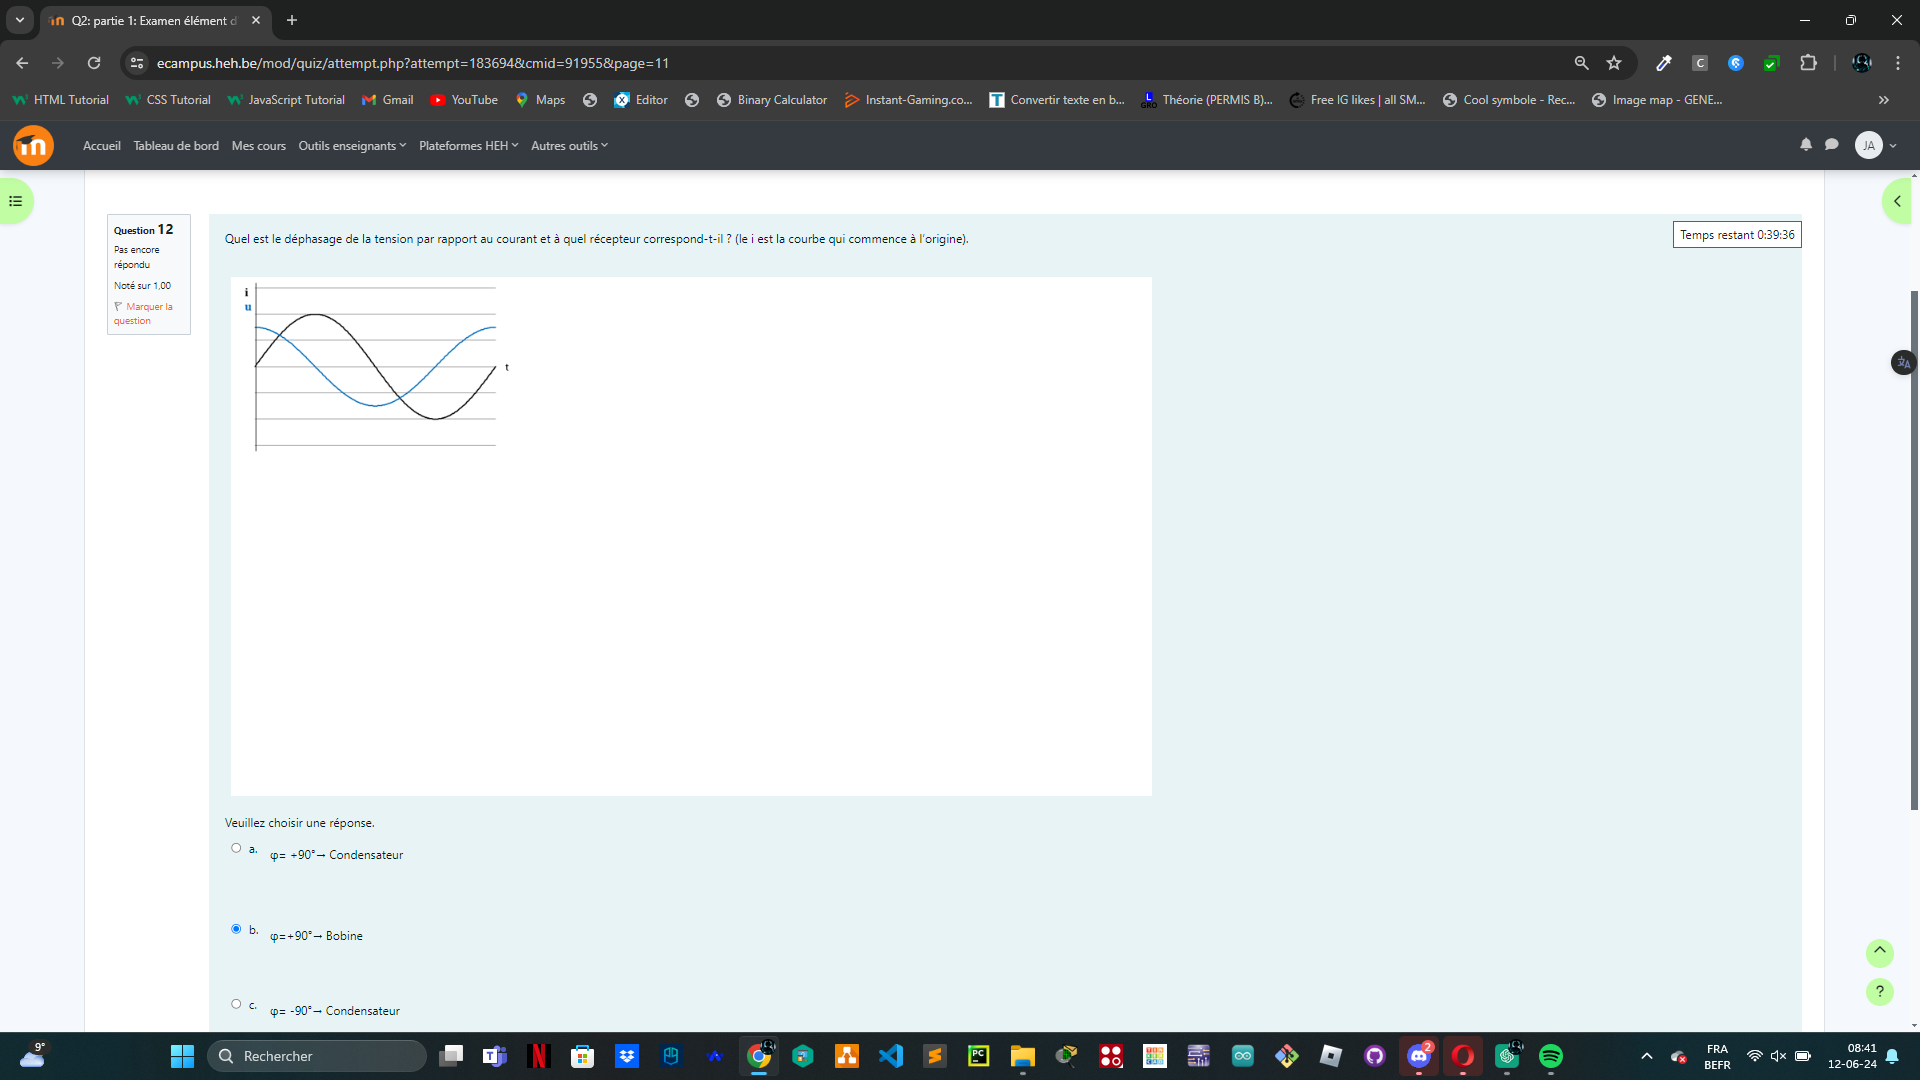 Q2: partie 1: Examen élément d
ecampus.heh.be/mod/quiz/attempt.php?attempt=183694&cmid=91955&page=11
HTML Tutorial CSS Tutorial JavaScript Tutorial Gmail YouTube Maps Editor Binary Calculator Instant-Gaming.co... Convertir texte en b... Théorie (PERMIS B)... Free IG likes | all SM... Cool symbole - Rec... Image map - GENE...
Accueil Tableau de bord Mes cours Outils enseignants Plateformes HEH Autres outils JA
Question 12
Pas encore
répondu
Noté sur 1,00
Marquer la
question
Temps restant 0:39:36
Quel est le déphasage de la tension par rapport au courant et à quel récepteur correspond-t-il ? (le i est la courbe qui commence à l'origine).
i
u
t
Veuillez choisir une réponse.
a. φ= +90°→ Condensateur
b. φ=+90°→ Bobine
c. φ= -90°→ Condensateur
?
9°
Rechercher
2
FRA
BEFR
08:41
12-06-24